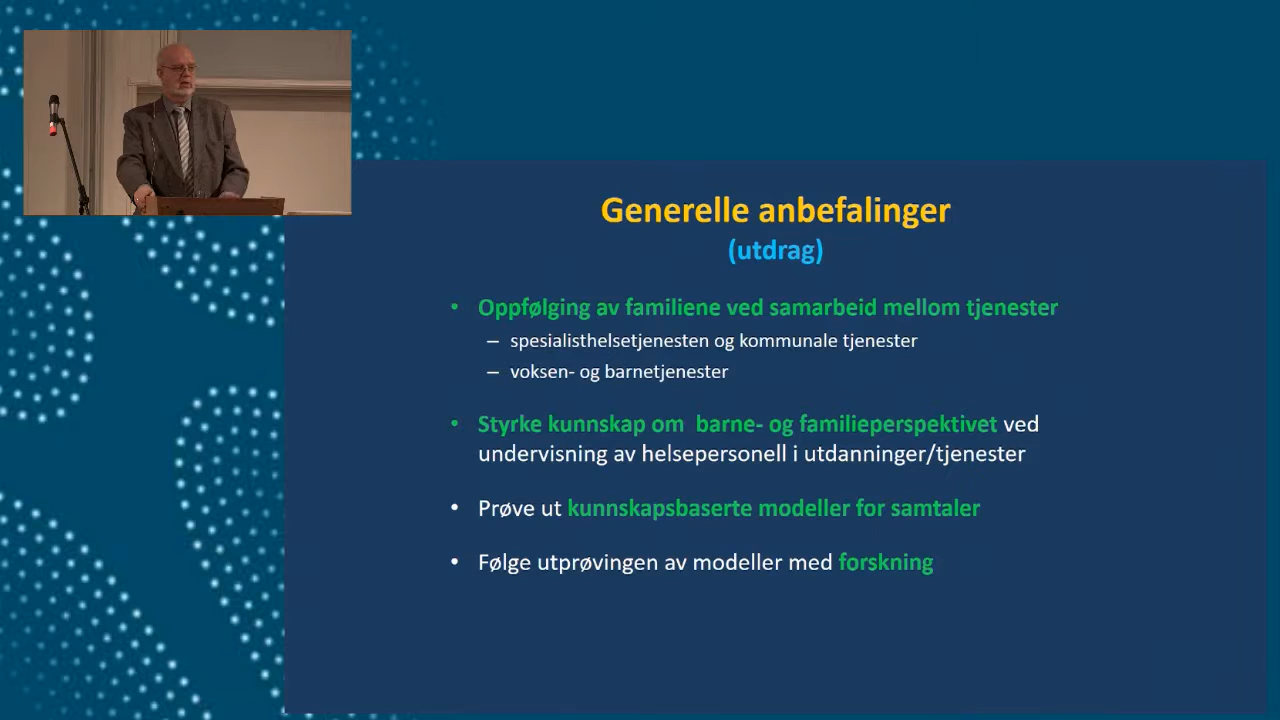 Generelle anbefalinger
(utdrag)
• Oppfølging av familiene ved samarbeid mellom tjenester
– spesialisthelsetjenesten og kommunale tjenester
– voksen- og barnetjenester
• Styrke kunnskap om barne- og familieperspektivet ved
undervisning av helsepersonell i utdanninger/tjenester
• Prøve ut kunnskapsbaserte modeller for samtaler
• Følge utprøvingen av modeller med forskning